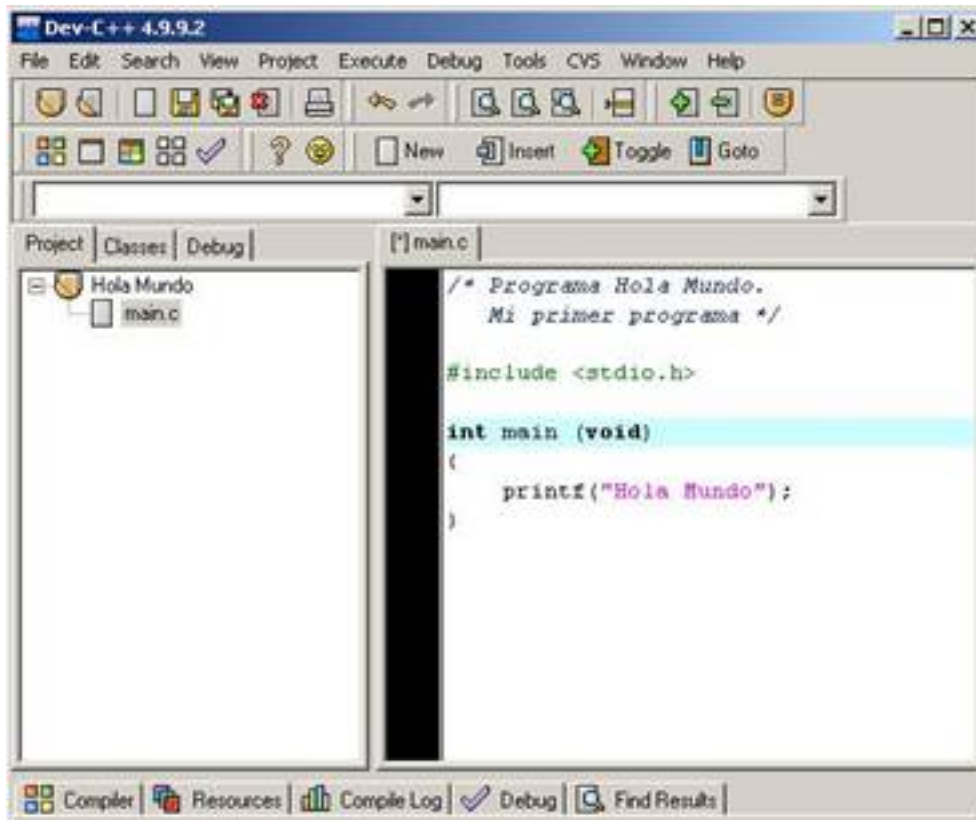 Dev-C++ 4.9.9.2
File Edit Search View Project Execute Debug Tools CVS Window Help
New Insert Toggle Goto
Project Classes Debug
[*] main.c
Hola Mundo
main.c
/* Programa Hola Mundo.
Mi primer programa */
#include <stdio.h>
int main (void)
{
printf("Hola Mundo");
}
Compiler Resources Compile Log Debug Find Results